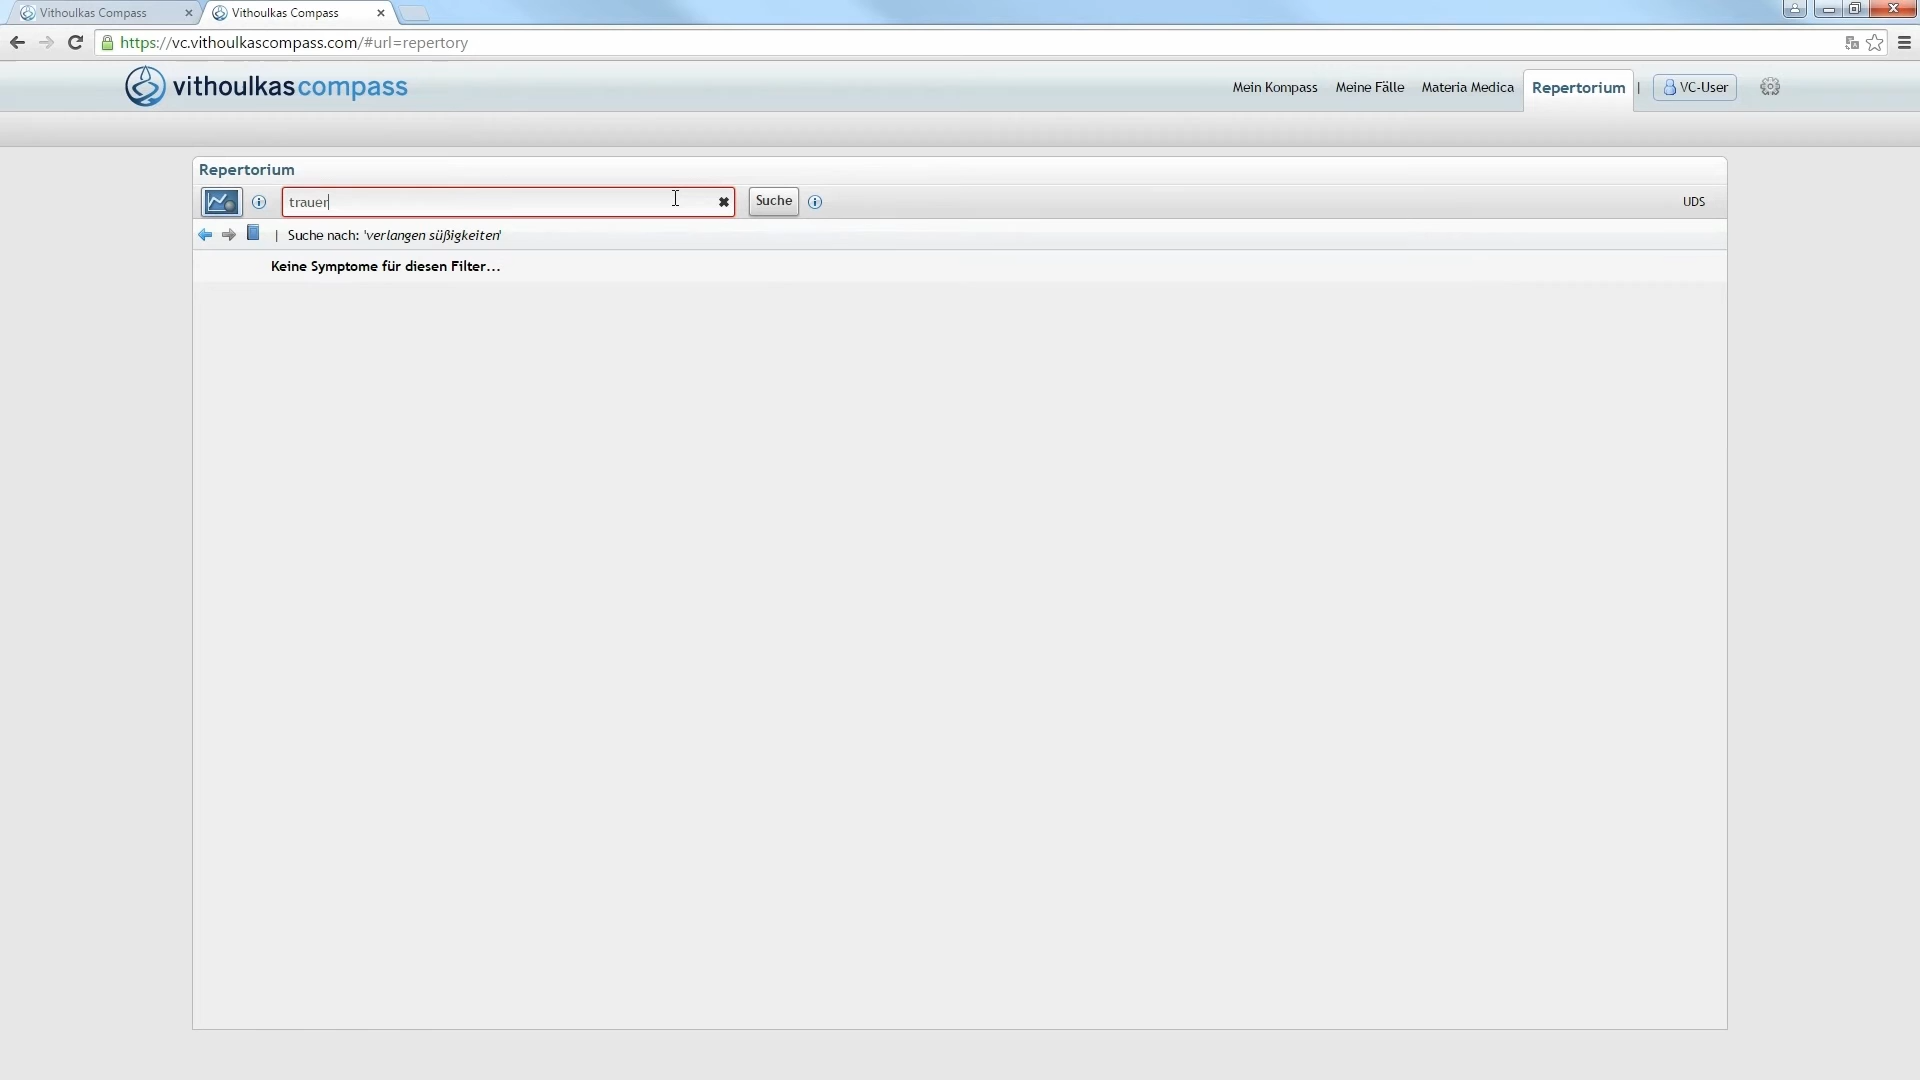 Vithoulkas Compass
Vithoulkas Compass
https://vc.vithoulkascompass.com/#url=repertory
vithoulkascompass
Mein Kompass Meine Fälle Materia Medica Repertorium | VC-User
Repertorium
trauer Suche UDS
| Suche nach: 'verlangen süßigkeiten'
Keine Symptome für diesen Filter...